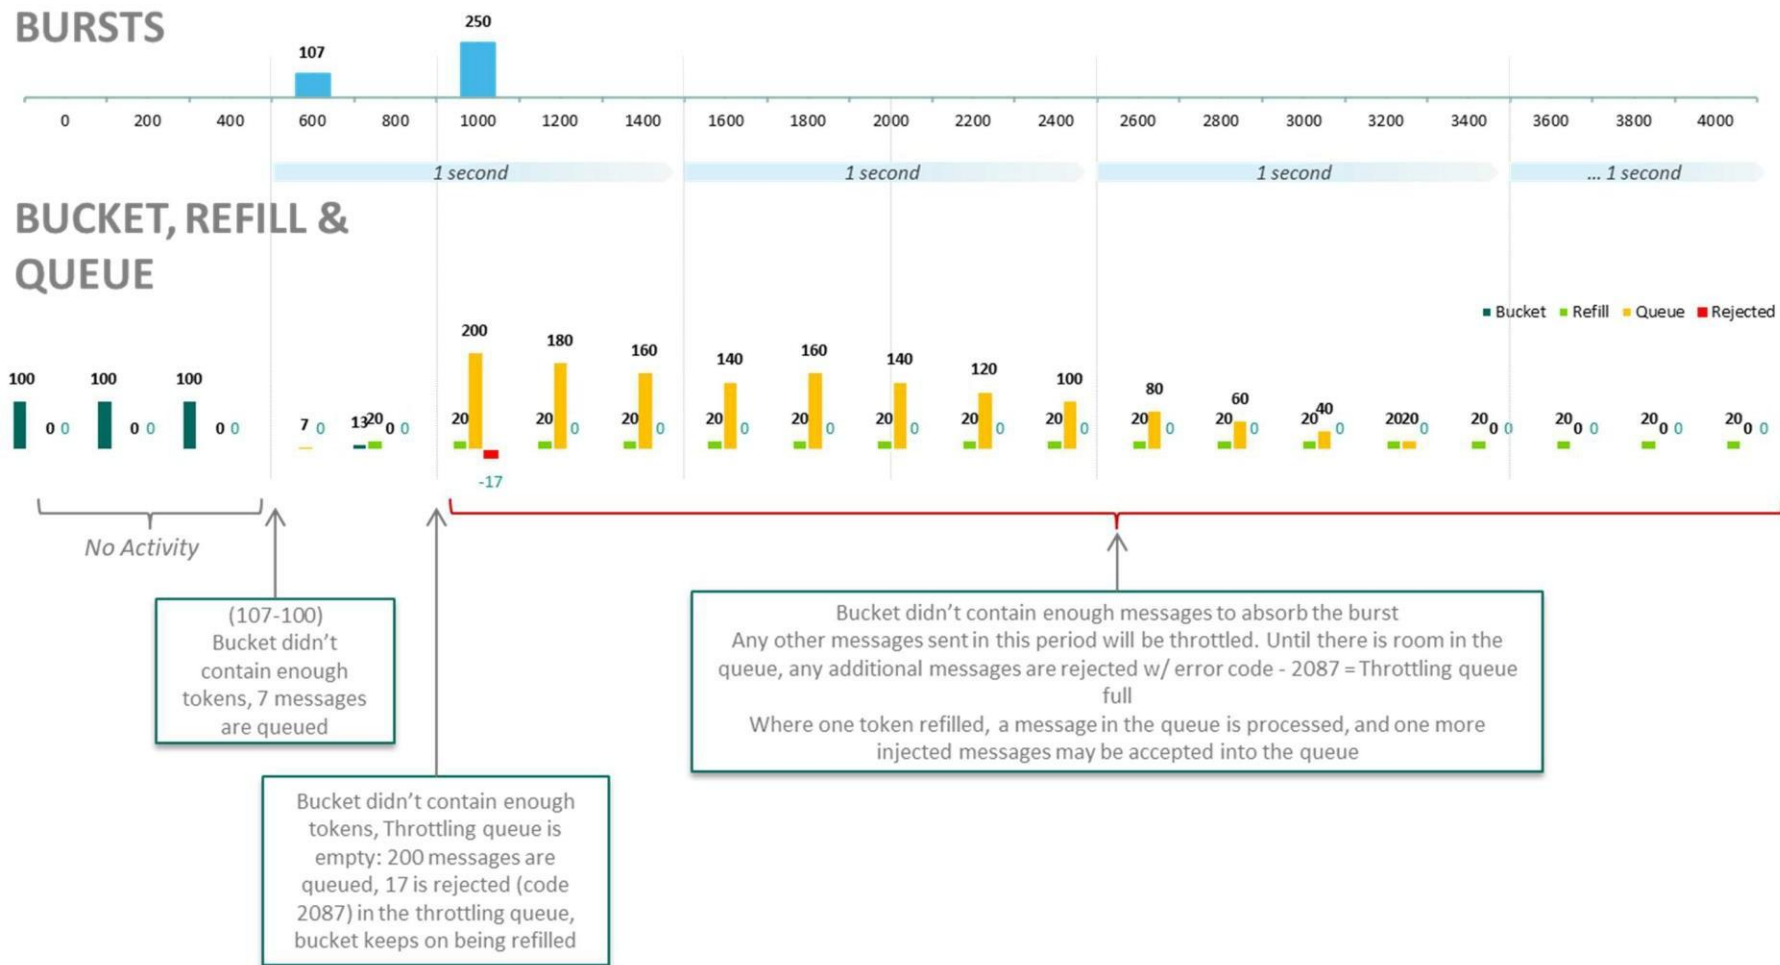 BURSTS
107
250
0 200 400 600 800 1000 1200 1400 1600 1800 2000 2200 2400 2600 2800 3000 3200 3400 3600 3800 4000
1 second 1 second 1 second ... 1 second
BUCKET, REFILL &
QUEUE
Bucket Refill Queue Rejected
200 180 160 140 160 140 120 100 80 60 40
100 100 100
0 0 0 0 0 0 7 0 13 20 0 0 20 20 0 20 0 20 0 20 0 20 0 20 0 20 0 20 0 20 0 20 0 20 20 0 20 0 0 20 0 0 20 0 0 20 0 0
-17
No Activity
(107-100)
Bucket didn't
contain enough
tokens, 7 messages
are queued
Bucket didn't contain enough messages to absorb the burst
Any other messages sent in this period will be throttled. Until there is room in the
queue, any additional messages are rejected w/ error code - 2087 = Throttling queue
full
Where one token refilled, a message in the queue is processed, and one more
injected messages may be accepted into the queue
Bucket didn't contain enough
tokens, Throttling queue is
empty: 200 messages are
queued, 17 is rejected (code
2087) in the throttling queue,
bucket keeps on being refilled